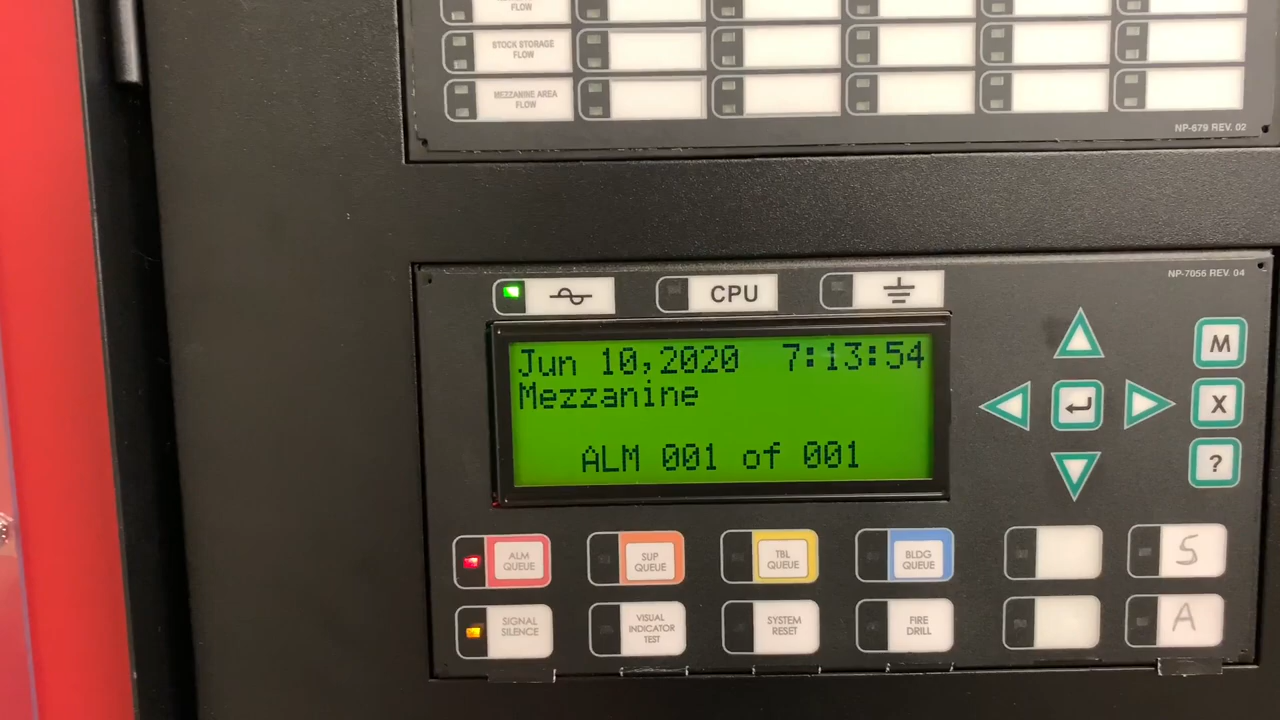 FLOW
STOCK STORAGE
FLOW
MEZZANINE AREA
FLOW
NP-679 REV. 02
NP-7056 REV. 04
CPU
Jun 10,2020 7:13:54
Mezzanine
ALM 001 of 001
M
X
?
ALM
QUEUE
SUP
QUEUE
TBL
QUEUE
BLDG
QUEUE
S
SIGNAL
SILENCE
VISUAL
INDICATOR
TEST
SYSTEM
RESET
FIRE
DRILL
A